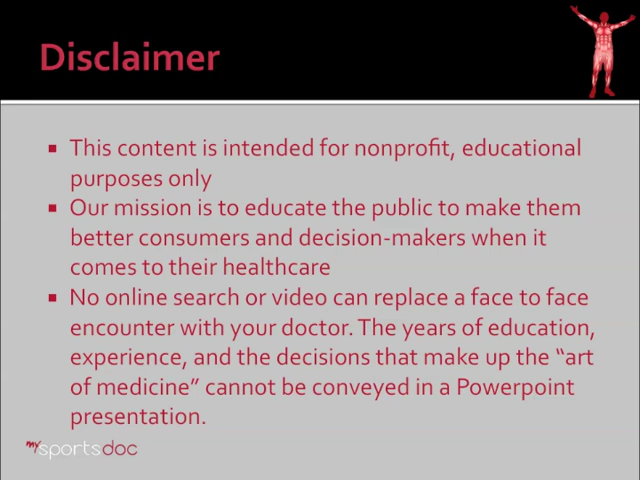 Disclaimer
▪ This content is intended for nonprofit, educational
purposes only
▪ Our mission is to educate the public to make them
better consumers and decision-makers when it
comes to their healthcare
▪ No online search or video can replace a face to face
encounter with your doctor. The years of education,
experience, and the decisions that make up the “art
of medicine” cannot be conveyed in a Powerpoint
presentation.
mysportsdoc